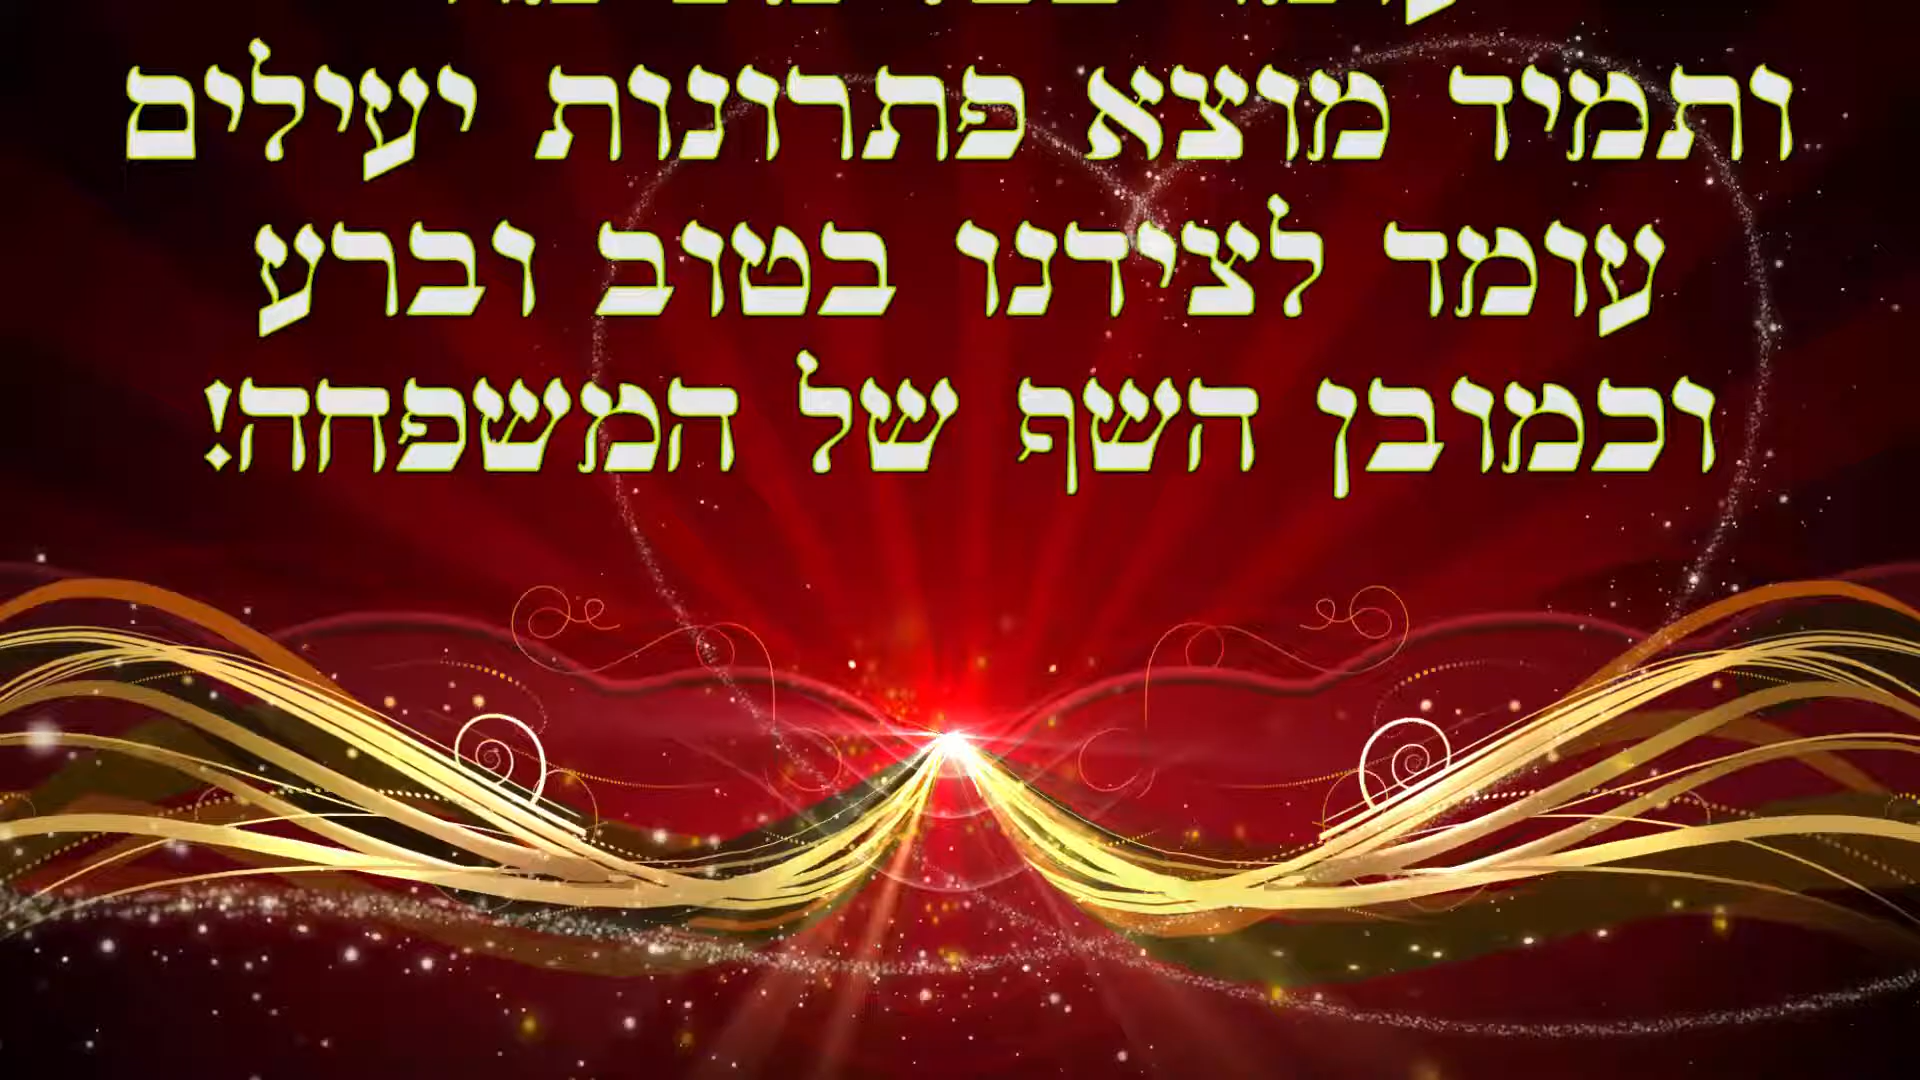 ותמיד מוצא פתרונות יעילים
עומד לצידנו בטוב וברע
וכמובן השף של המשפחה!